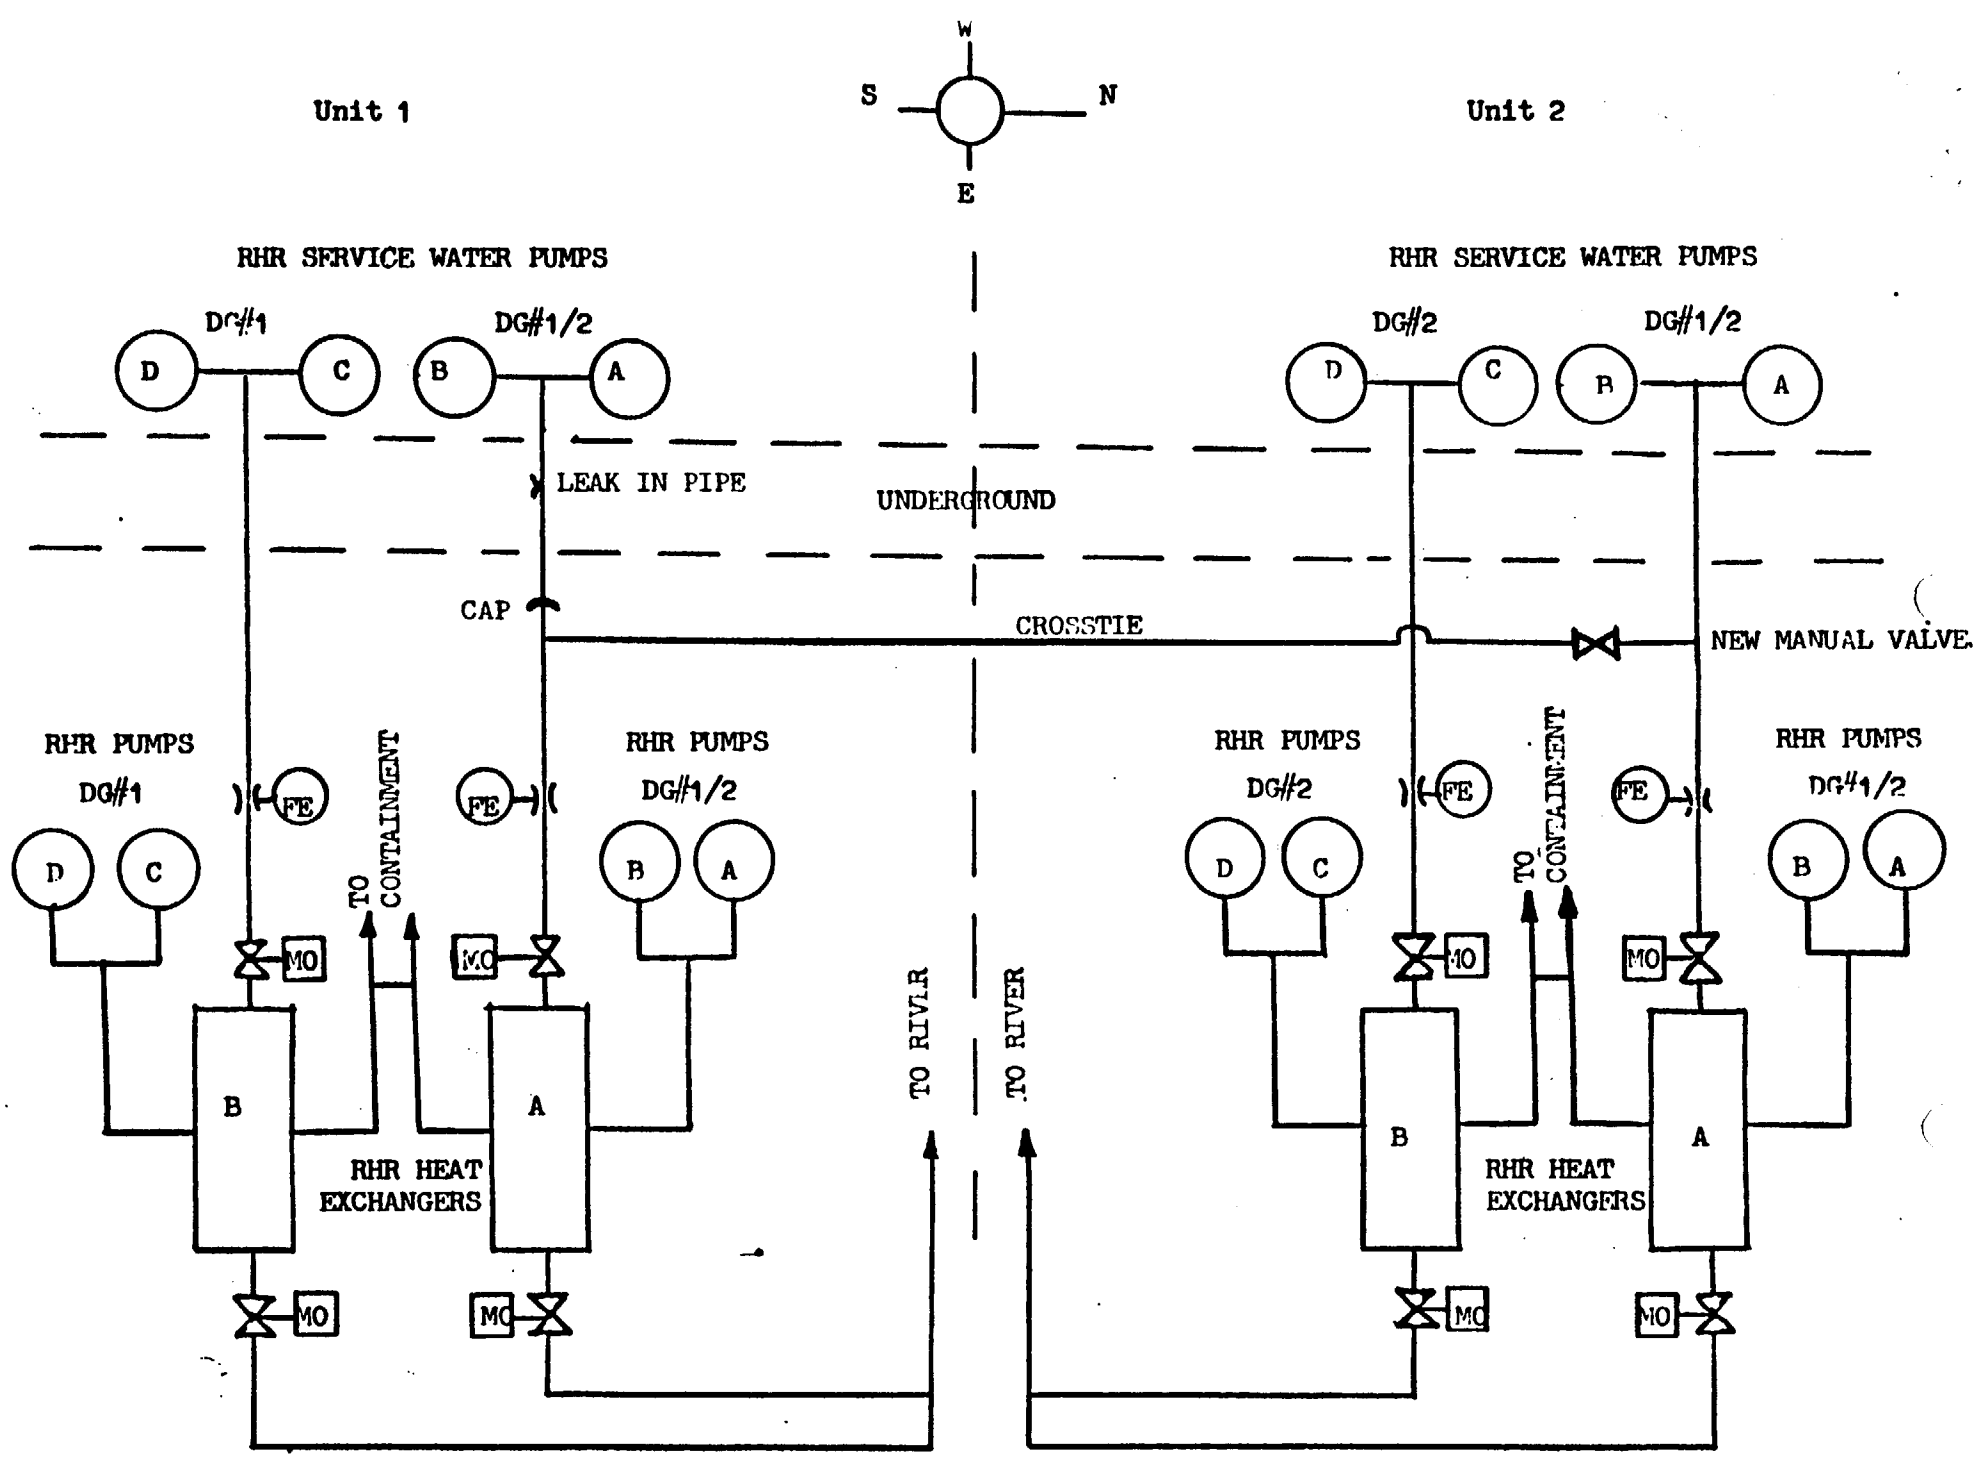 W
S
N
E
Unit 1
Unit 2
RHR SERVICE WATER PUMPS
RHR SERVICE WATER PUMPS
DG#1
DG#1/2
DG#2
DG#1/2
D
C
B
A
D
C
B
A
LEAK IN PIPE
UNDERGROUND
CAP
CROSSTIE
NEW MANUAL VALVE.
RHR PUMPS
DG#1
TO
CONTAINMENT
RHR PUMPS
DG#1/2
RHR PUMPS
DG#2
TO
CONTAINMENT
RHR PUMPS
DG#1/2
FE
FE
FE
FE
D
C
B
A
D
C
B
A
MO
MO
MO
MO
TO RIVER
TO RIVER
B
A
B
A
RHR HEAT
EXCHANGERS
RHR HEAT
EXCHANGERS
MO
MO
MO
MO